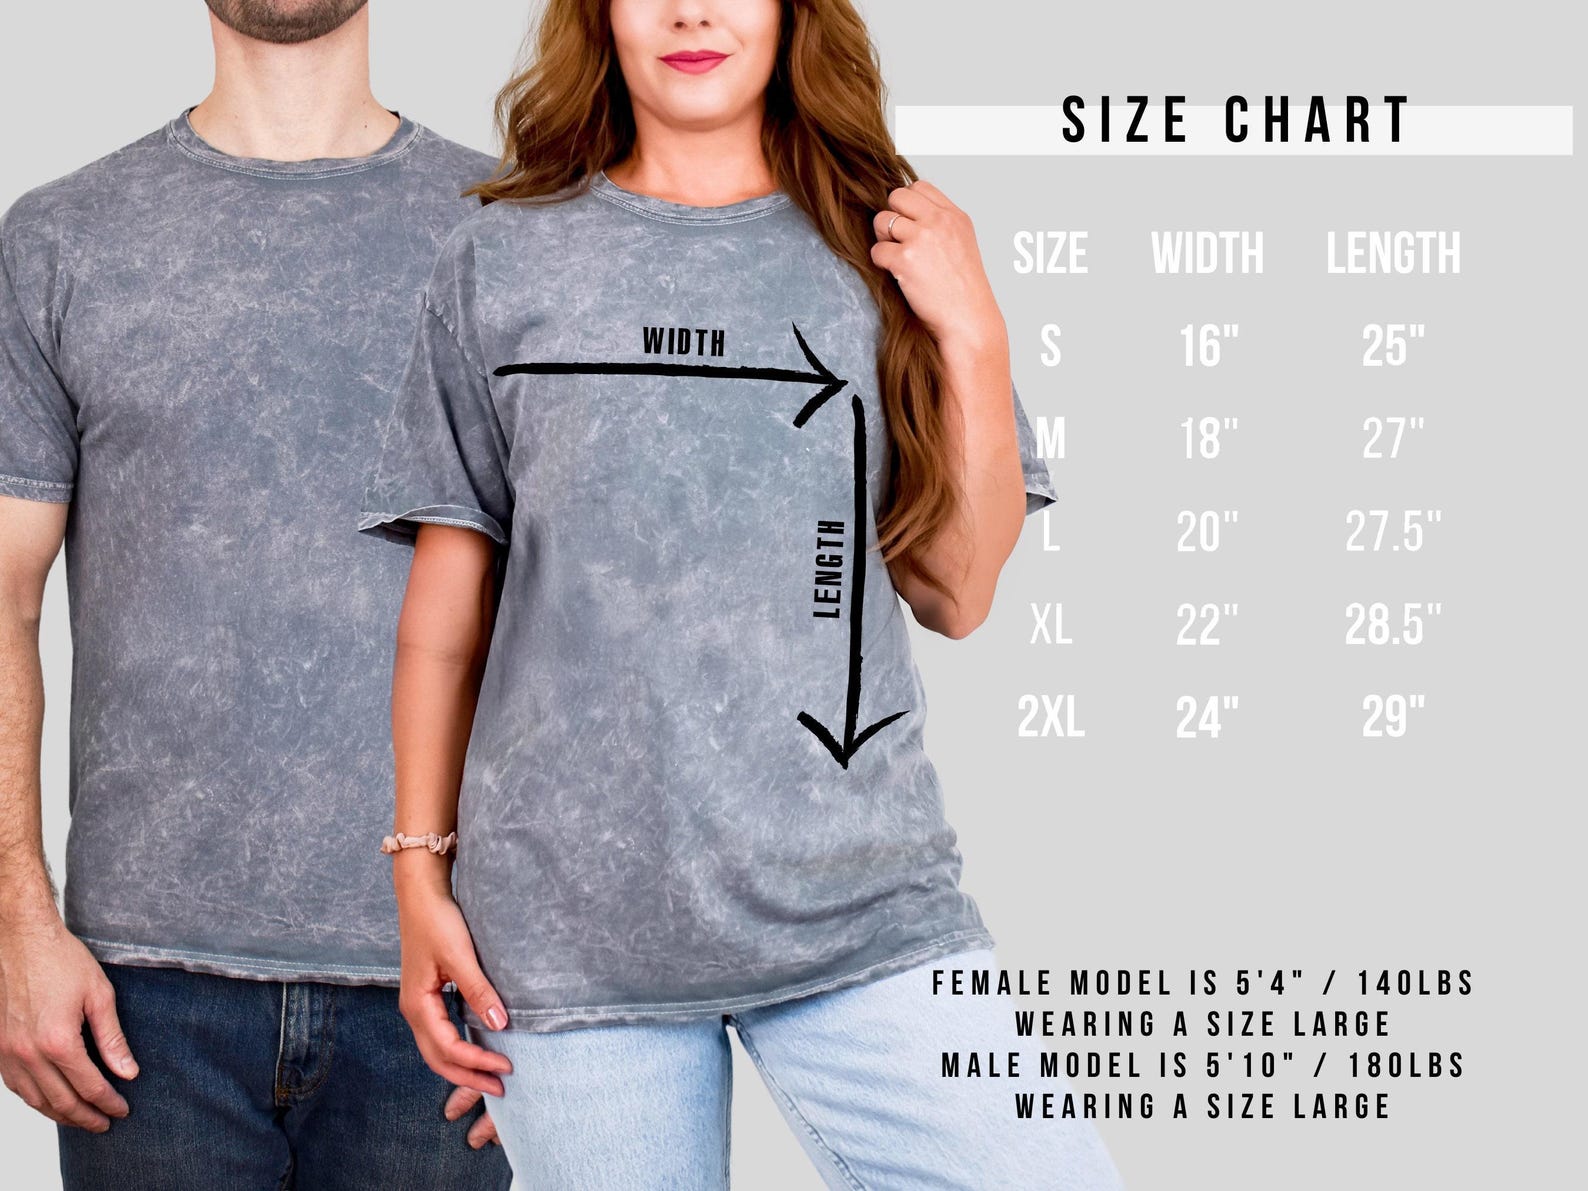 SIZE CHART
SIZE WIDTH LENGTH
S 16" 25"
M 18" 27"
L 20" 27.5"
XL 22" 28.5"
2XL 24" 29"
WIDTH
LENGTH
FEMALE MODEL IS 5'4" / 140LBS
WEARING A SIZE LARGE
MALE MODEL IS 5'10" / 180LBS
WEARING A SIZE LARGE